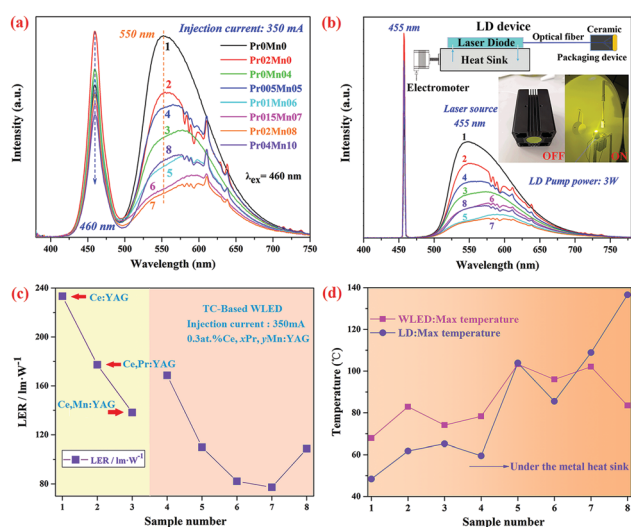 (a)
Injection current: 350 mA
550 nm
Pr0Mn0
Pr02Mn0
Pr0Mn04
Pr005Mn05
Pr01Mn06
Pr015Mn07
Pr02Mn08
Pr04Mn10
λex= 460 nm
1
2
4
3
8
5
6
7
460 nm
Intensity (a.u.)
400 450 500 550 600 650 700 750
Wavelength (nm)
(b)
455 nm
LD device
Optical fiber
Ceramic
Laser Diode
Heat Sink
Packaging device
Electrometer
Laser source
455 nm
OFF
ON
LD Pump power: 3W
1
2
4
3
6
8
5
7
Intensity (a.u.)
400 450 500 550 600 650 700 750
Wavelength (nm)
(c)
240
200
160
120
80
LER / lm·W⁻¹
Ce:YAG
Ce,Pr:YAG
Ce,Mn:YAG
TC-Based WLED
Injection current : 350mA
0.3at.%Ce, xPr, yMn:YAG
LER / lm·W⁻¹
1 2 3 4 5 6 7 8
Sample number
(d)
140
120
100
80
60
40
Temperature (℃)
WLED:Max temperature
LD:Max temperature
Under the metal heat sink
1 2 3 4 5 6 7 8
Sample number